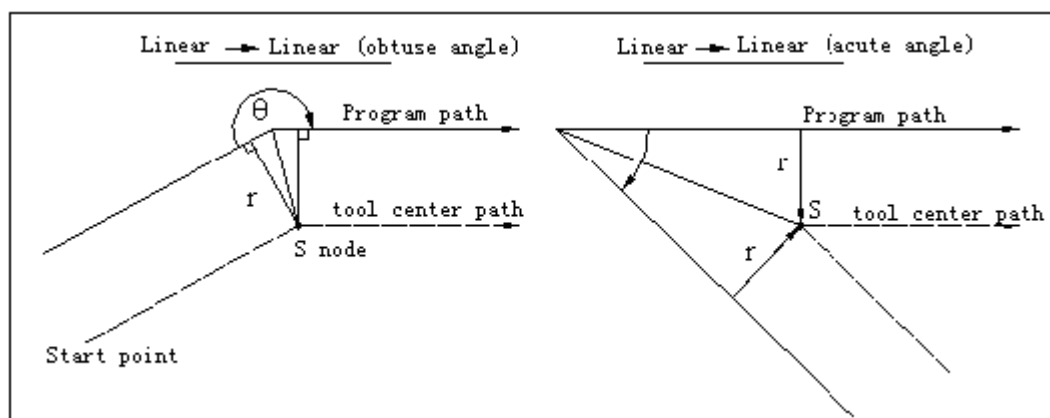 Linear → Linear (obtuse angle)
Linear → Linear (acute angle)
θ
Program path
r
tool center path
S node
Start point
Program path
r
S
tool center path
r